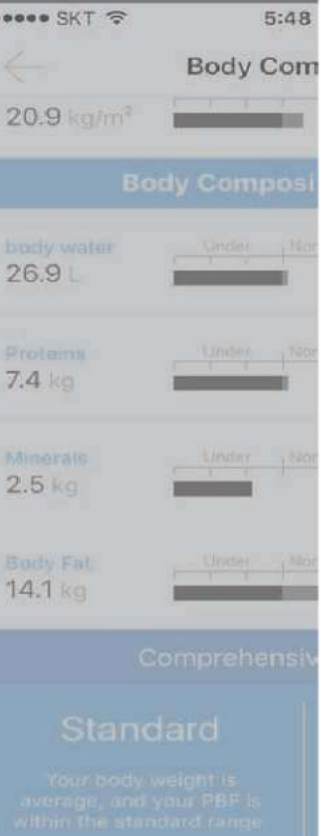 SKT 5:48
Body Com
20.9 kg/m²
Body Composi
body water Under Nor
26.9 L
Proteins Under Nor
7.4 kg
Minerals Under Nor
2.5 kg
Body Fat Under Nor
14.1 kg
Comprehensiv
Standard
Your body weight is
average, and your PBF is
within the standard range